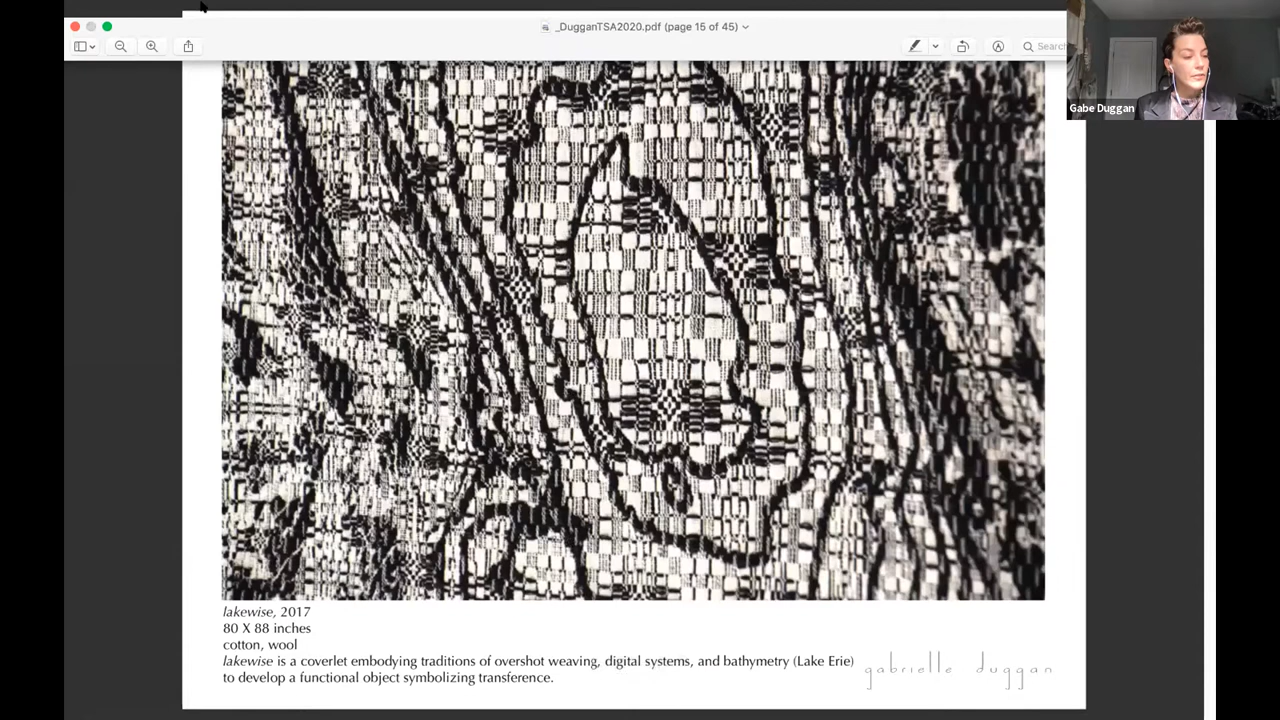 _DugganTSA2020.pdf (page 15 of 45)
Search
Gabe Duggan
lakewise, 2017
80 X 88 inches
cotton, wool
lakewise is a coverlet embodying traditions of overshot weaving, digital systems, and bathymetry (Lake Erie)
to develop a functional object symbolizing transference.
gabrielle duggan